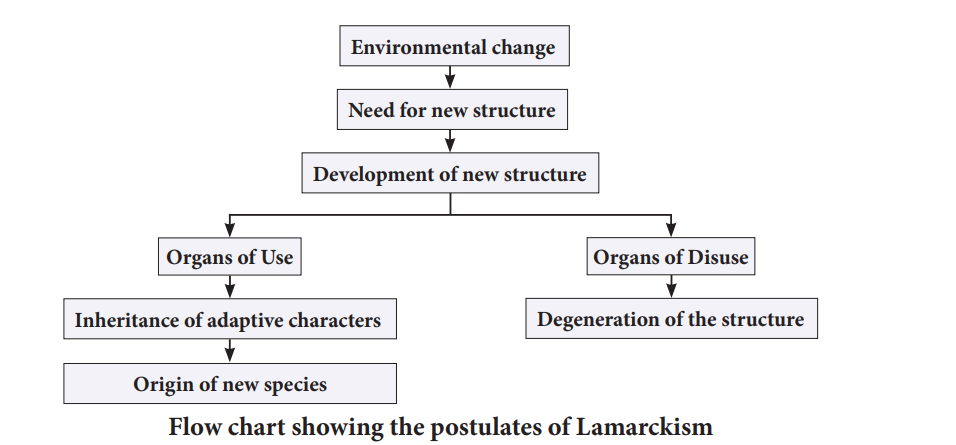 Environmental change
Need for new structure
Development of new structure
Organs of Use
Organs of Disuse
Inheritance of adaptive characters
Degeneration of the structure
Origin of new species
Flow chart showing the postulates of Lamarckism